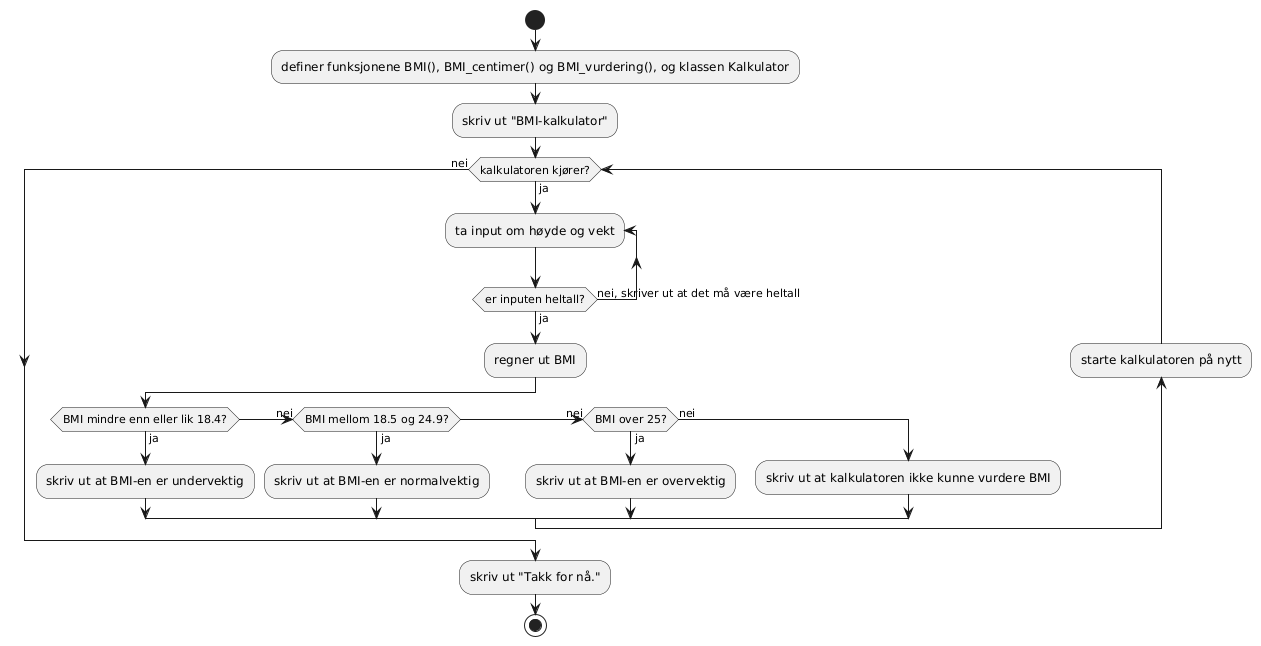 definer funksjonene BMI(), BMI_centimer() og BMI_vurdering(), og klassen Kalkulator
skriv ut "BMI-kalkulator"
nei
kalkulatoren kjører?
ja
ta input om høyde og vekt
er inputen heltall?
nei, skriver ut at det må være heltall
ja
regner ut BMI
starte kalkulatoren på nytt
BMI mindre enn eller lik 18.4?
nei
BMI mellom 18.5 og 24.9?
nei
BMI over 25?
nei
ja
ja
ja
skriv ut at BMI-en er undervektig
skriv ut at BMI-en er normalvektig
skriv ut at BMI-en er overvektig
skriv ut at kalkulatoren ikke kunne vurdere BMI
skriv ut "Takk for nå."